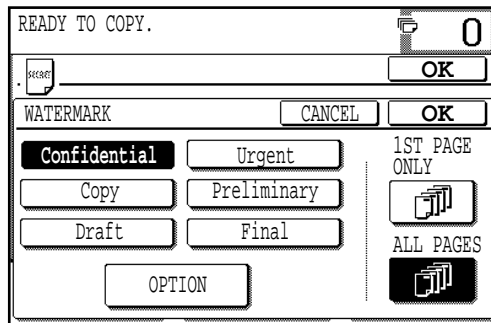 READY TO COPY.
0
SECRET
OK
WATERMARK
CANCEL
OK
Confidential
Urgent
1ST PAGE
ONLY
Copy
Preliminary
Draft
Final
ALL PAGES
OPTION